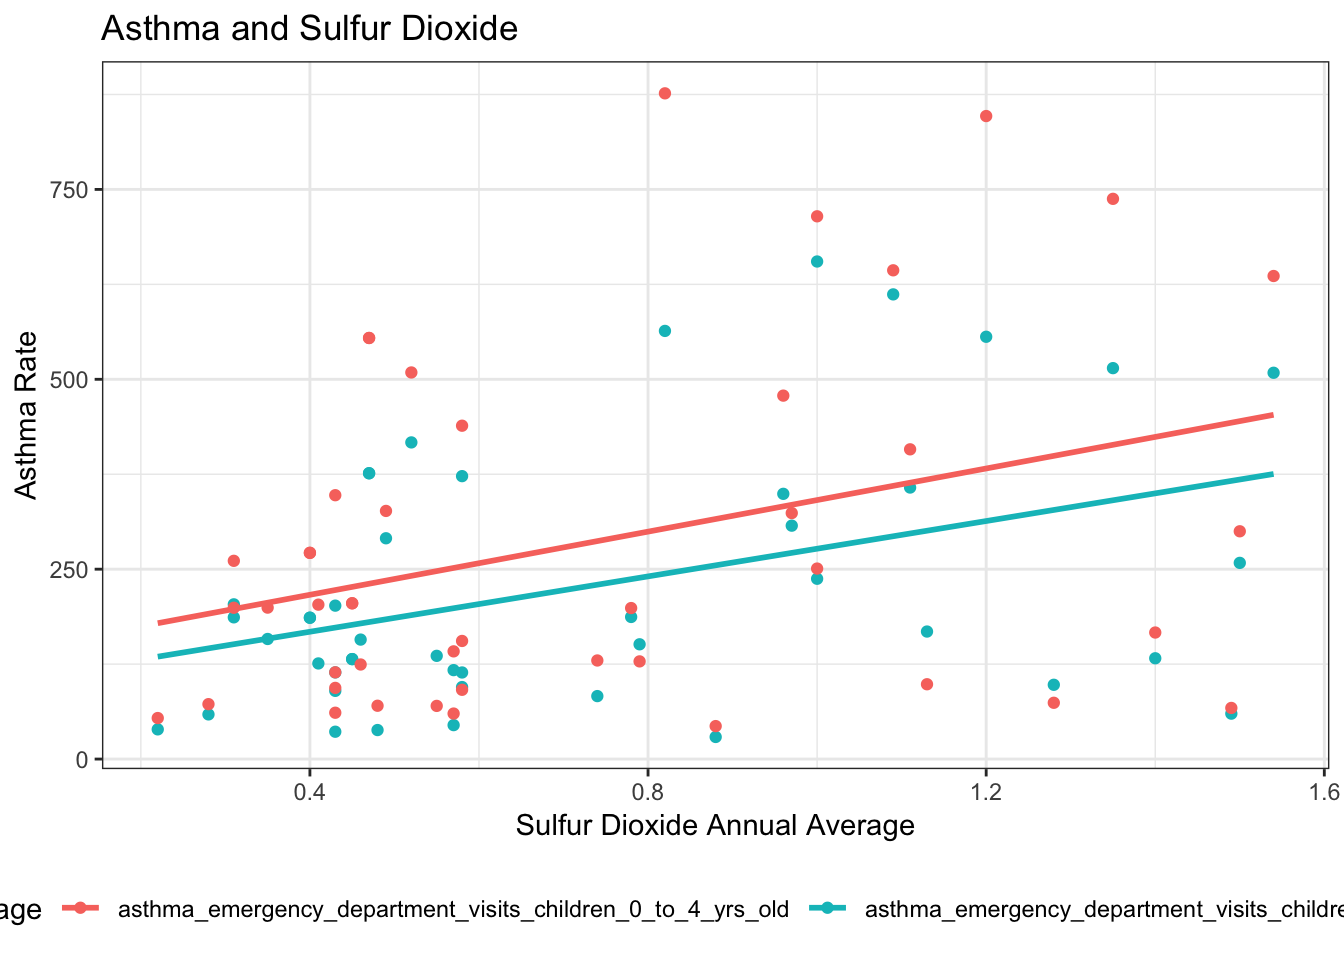 Asthma and Sulfur Dioxide
750
500
250
0
Asthma Rate
0.4 0.8 1.2 1.6
Sulfur Dioxide Annual Average
age asthma_emergency_department_visits_children_0_to_4_yrs_old asthma_emergency_department_visits_childre